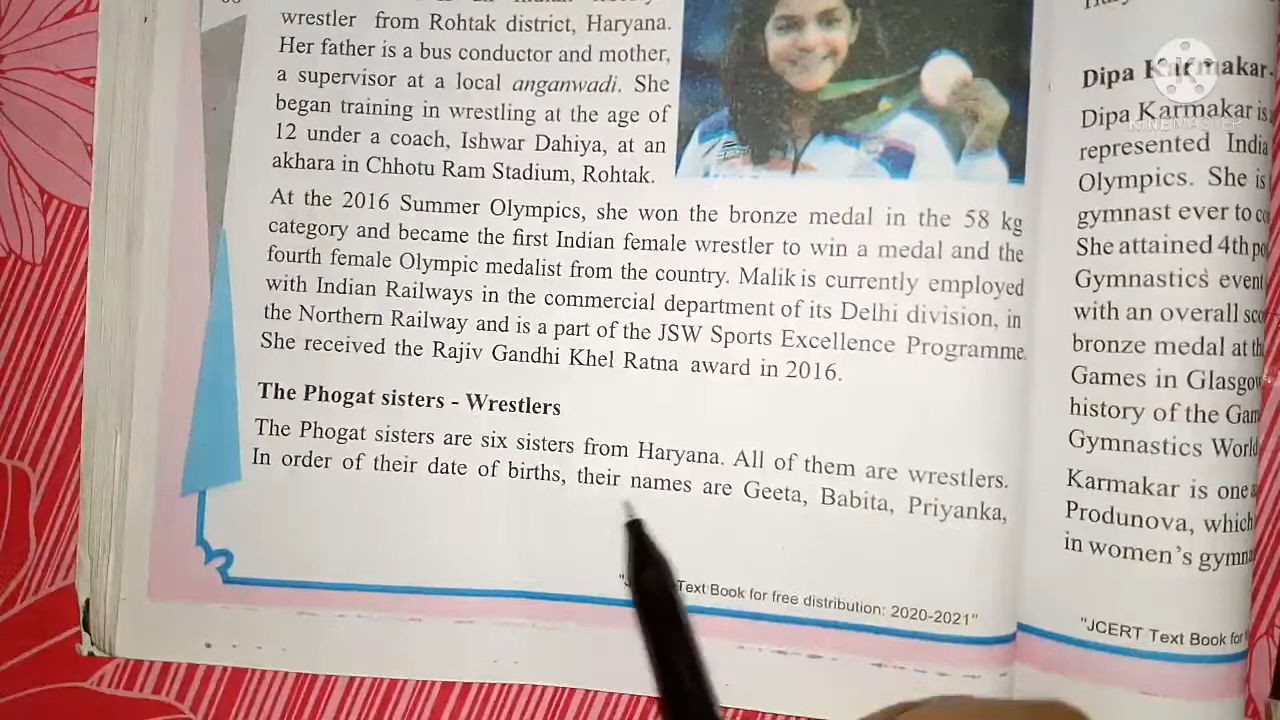 wrestler from Rohtak district, Haryana.
Her father is a bus conductor and mother,
a supervisor at a local anganwadi. She
began training in wrestling at the age of
12 under a coach, Ishwar Dahiya, at an
akhara in Chhotu Ram Stadium, Rohtak.
At the 2016 Summer Olympics, she won the bronze medal in the 58 kg
category and became the first Indian female wrestler to win a medal and the
fourth female Olympic medalist from the country. Malik is currently employed
with Indian Railways in the commercial department of its Delhi division, in
the Northern Railway and is a part of the JSW Sports Excellence Programme.
She received the Rajiv Gandhi Khel Ratna award in 2016.
The Phogat sisters - Wrestlers
The Phogat sisters are six sisters from Haryana. All of them are wrestlers.
In order of their date of births, their names are Geeta, Babita, Priyanka,
Text Book for free distribution: 2020-2021"
Dipa Karmakar
Dipa Karmakar is
represented India
Olympics. She is
gymnast ever to
She attained 4th
Gymnastics event
with an overall
bronze medal at
Games in Glasgow
history of the
Gymnastics World
Karmakar is one
Produnova, which
in women's
"JCERT Text Book for
KINEMASTER